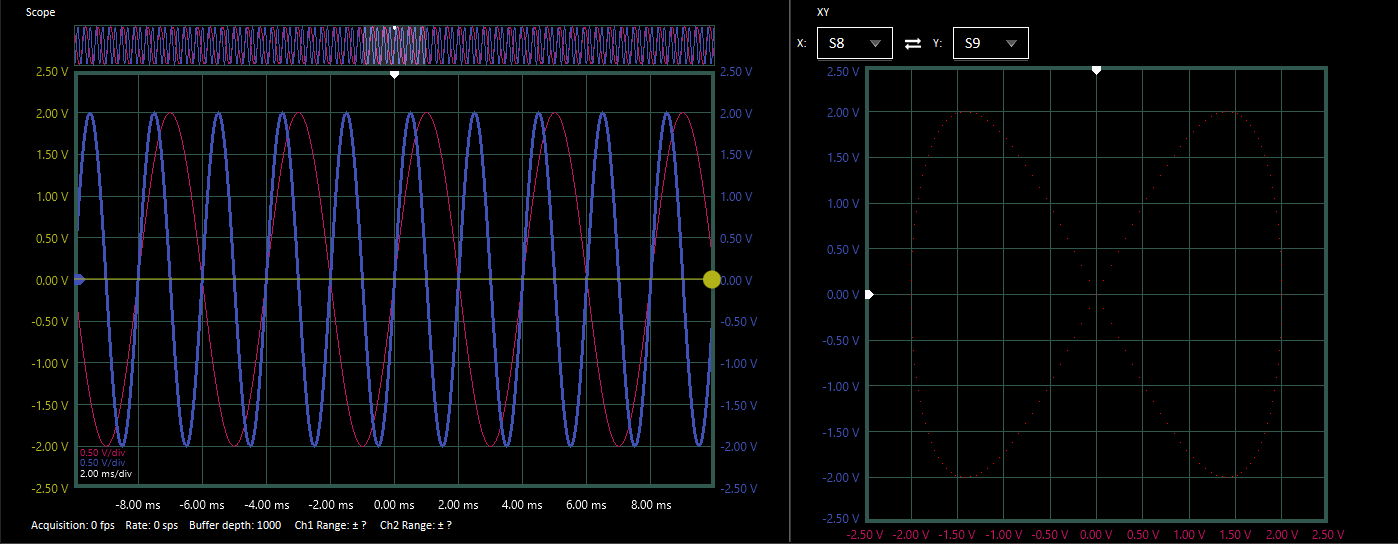 Scope
2.50 V 2.50 V
2.00 V 2.00 V
1.50 V 1.50 V
1.00 V 1.00 V
0.50 V 0.50 V
0.00 V 0.00 V
-0.50 V -0.50 V
-1.00 V -1.00 V
-1.50 V -1.50 V
-2.00 V -2.00 V
0.50 V/div
0.50 V/div
2.00 ms/div
-2.50 V -2.50 V
-8.00 ms -6.00 ms -4.00 ms -2.00 ms 0.00 ms 2.00 ms 4.00 ms 6.00 ms 8.00 ms
Acquisition: 0 fps Rate: 0 sps Buffer depth: 1000 Ch1 Range: ± ? Ch2 Range: ± ?
XY
X: S8 Y: S9
2.50 V
2.00 V
1.50 V
1.00 V
0.50 V
0.00 V
-0.50 V
-1.00 V
-1.50 V
-2.00 V
-2.50 V
-2.50 V -2.00 V -1.50 V -1.00 V -0.50 V 0.00 V 0.50 V 1.00 V 1.50 V 2.00 V 2.50 V